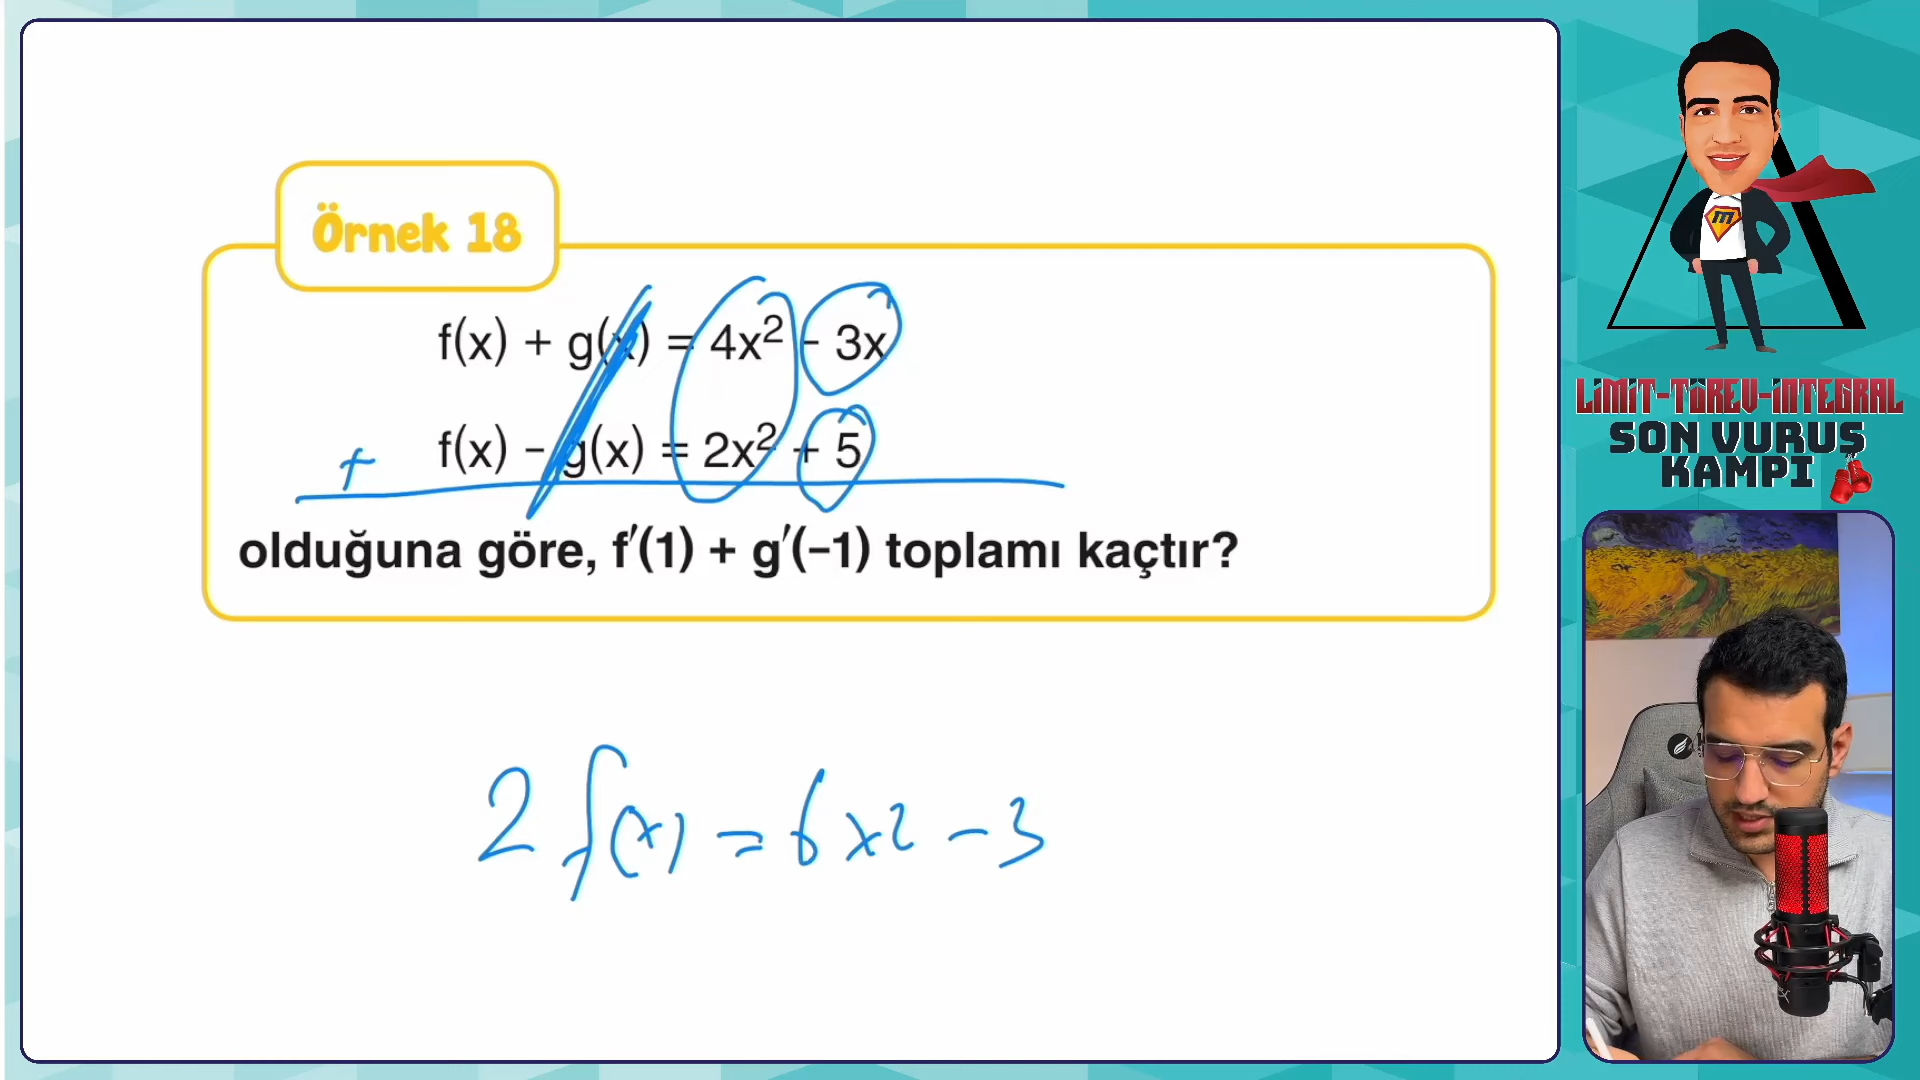 Örnek 18
f(x) + g(x) = 4x² - 3x
+ f(x) - g(x) = 2x² + 5
olduğuna göre, f′(1) + g′(-1) toplamı kaçtır?
2 f(x) = 6x² - 3
m
LİMİT-TÜREV-İNTEGRAL
SON VURUŞ
KAMPI